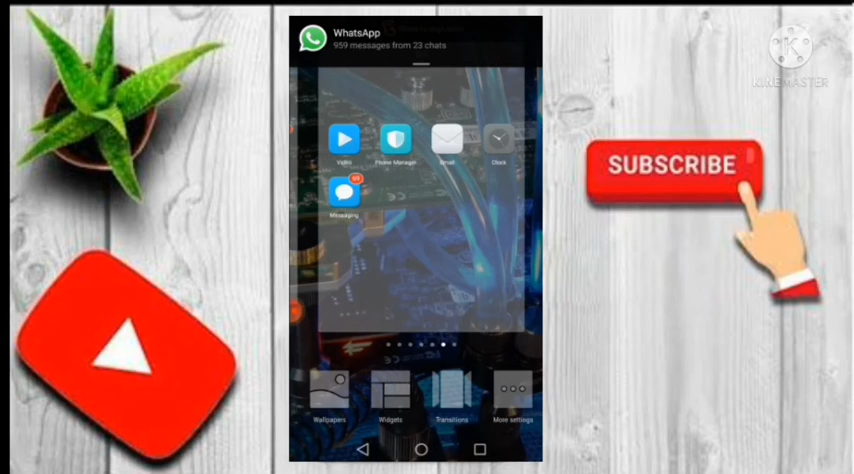 WhatsApp
959 messages from 23 chats
KINEMASTER
Video
Phone Manager
Email
Clock
SUBSCRIBE
99
Messaging
Wallpapers
Widgets
Transitions
More settings